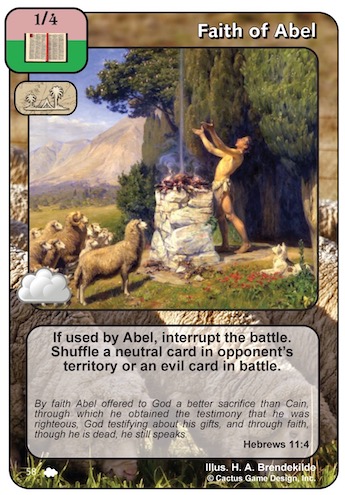 1/4
Faith of Abel
If used by Abel, interrupt the battle.
Shuffle a neutral card in opponent's
territory or an evil card in battle.
By faith Abel offered to God a better sacrifice than Cain,
through which he obtained the testimony that he was
righteous, God testifying about his gifts, and through faith,
though he is dead, he still speaks.
Hebrews 11:4
58
Illus. H. A. Brendekilde
© Cactus Game Design, Inc.